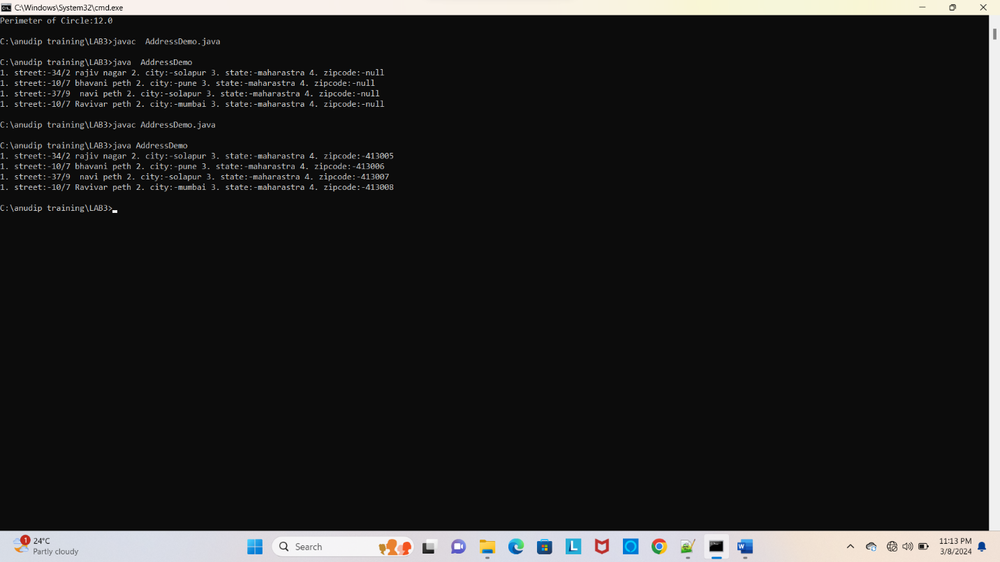 C:\Windows\System32\cmd.exe
Perimeter of Circle:12.0
C:\anudip training\LAB3>javac  AddressDemo.java
C:\anudip training\LAB3>java  AddressDemo
1. street:-34/2 rajiv nagar 2. city:-solapur 3. state:-maharastra 4. zipcode:-null
1. street:-10/7 bhavani peth 2. city:-pune 3. state:-maharastra 4. zipcode:-null
1. street:-37/9  navi peth 2. city:-solapur 3. state:-maharastra 4. zipcode:-null
1. street:-10/7 Ravivar peth 2. city:-mumbai 3. state:-maharastra 4. zipcode:-null
C:\anudip training\LAB3>javac AddressDemo.java
C:\anudip training\LAB3>java AddressDemo
1. street:-34/2 rajiv nagar 2. city:-solapur 3. state:-maharastra 4. zipcode:-413005
1. street:-10/7 bhavani peth 2. city:-pune 3. state:-maharastra 4. zipcode:-413006
1. street:-37/9  navi peth 2. city:-solapur 3. state:-maharastra 4. zipcode:-413007
1. street:-10/7 Ravivar peth 2. city:-mumbai 3. state:-maharastra 4. zipcode:-413008
C:\anudip training\LAB3>
1
24°C
Partly cloudy
Search
L
W
11:13 PM
3/8/2024